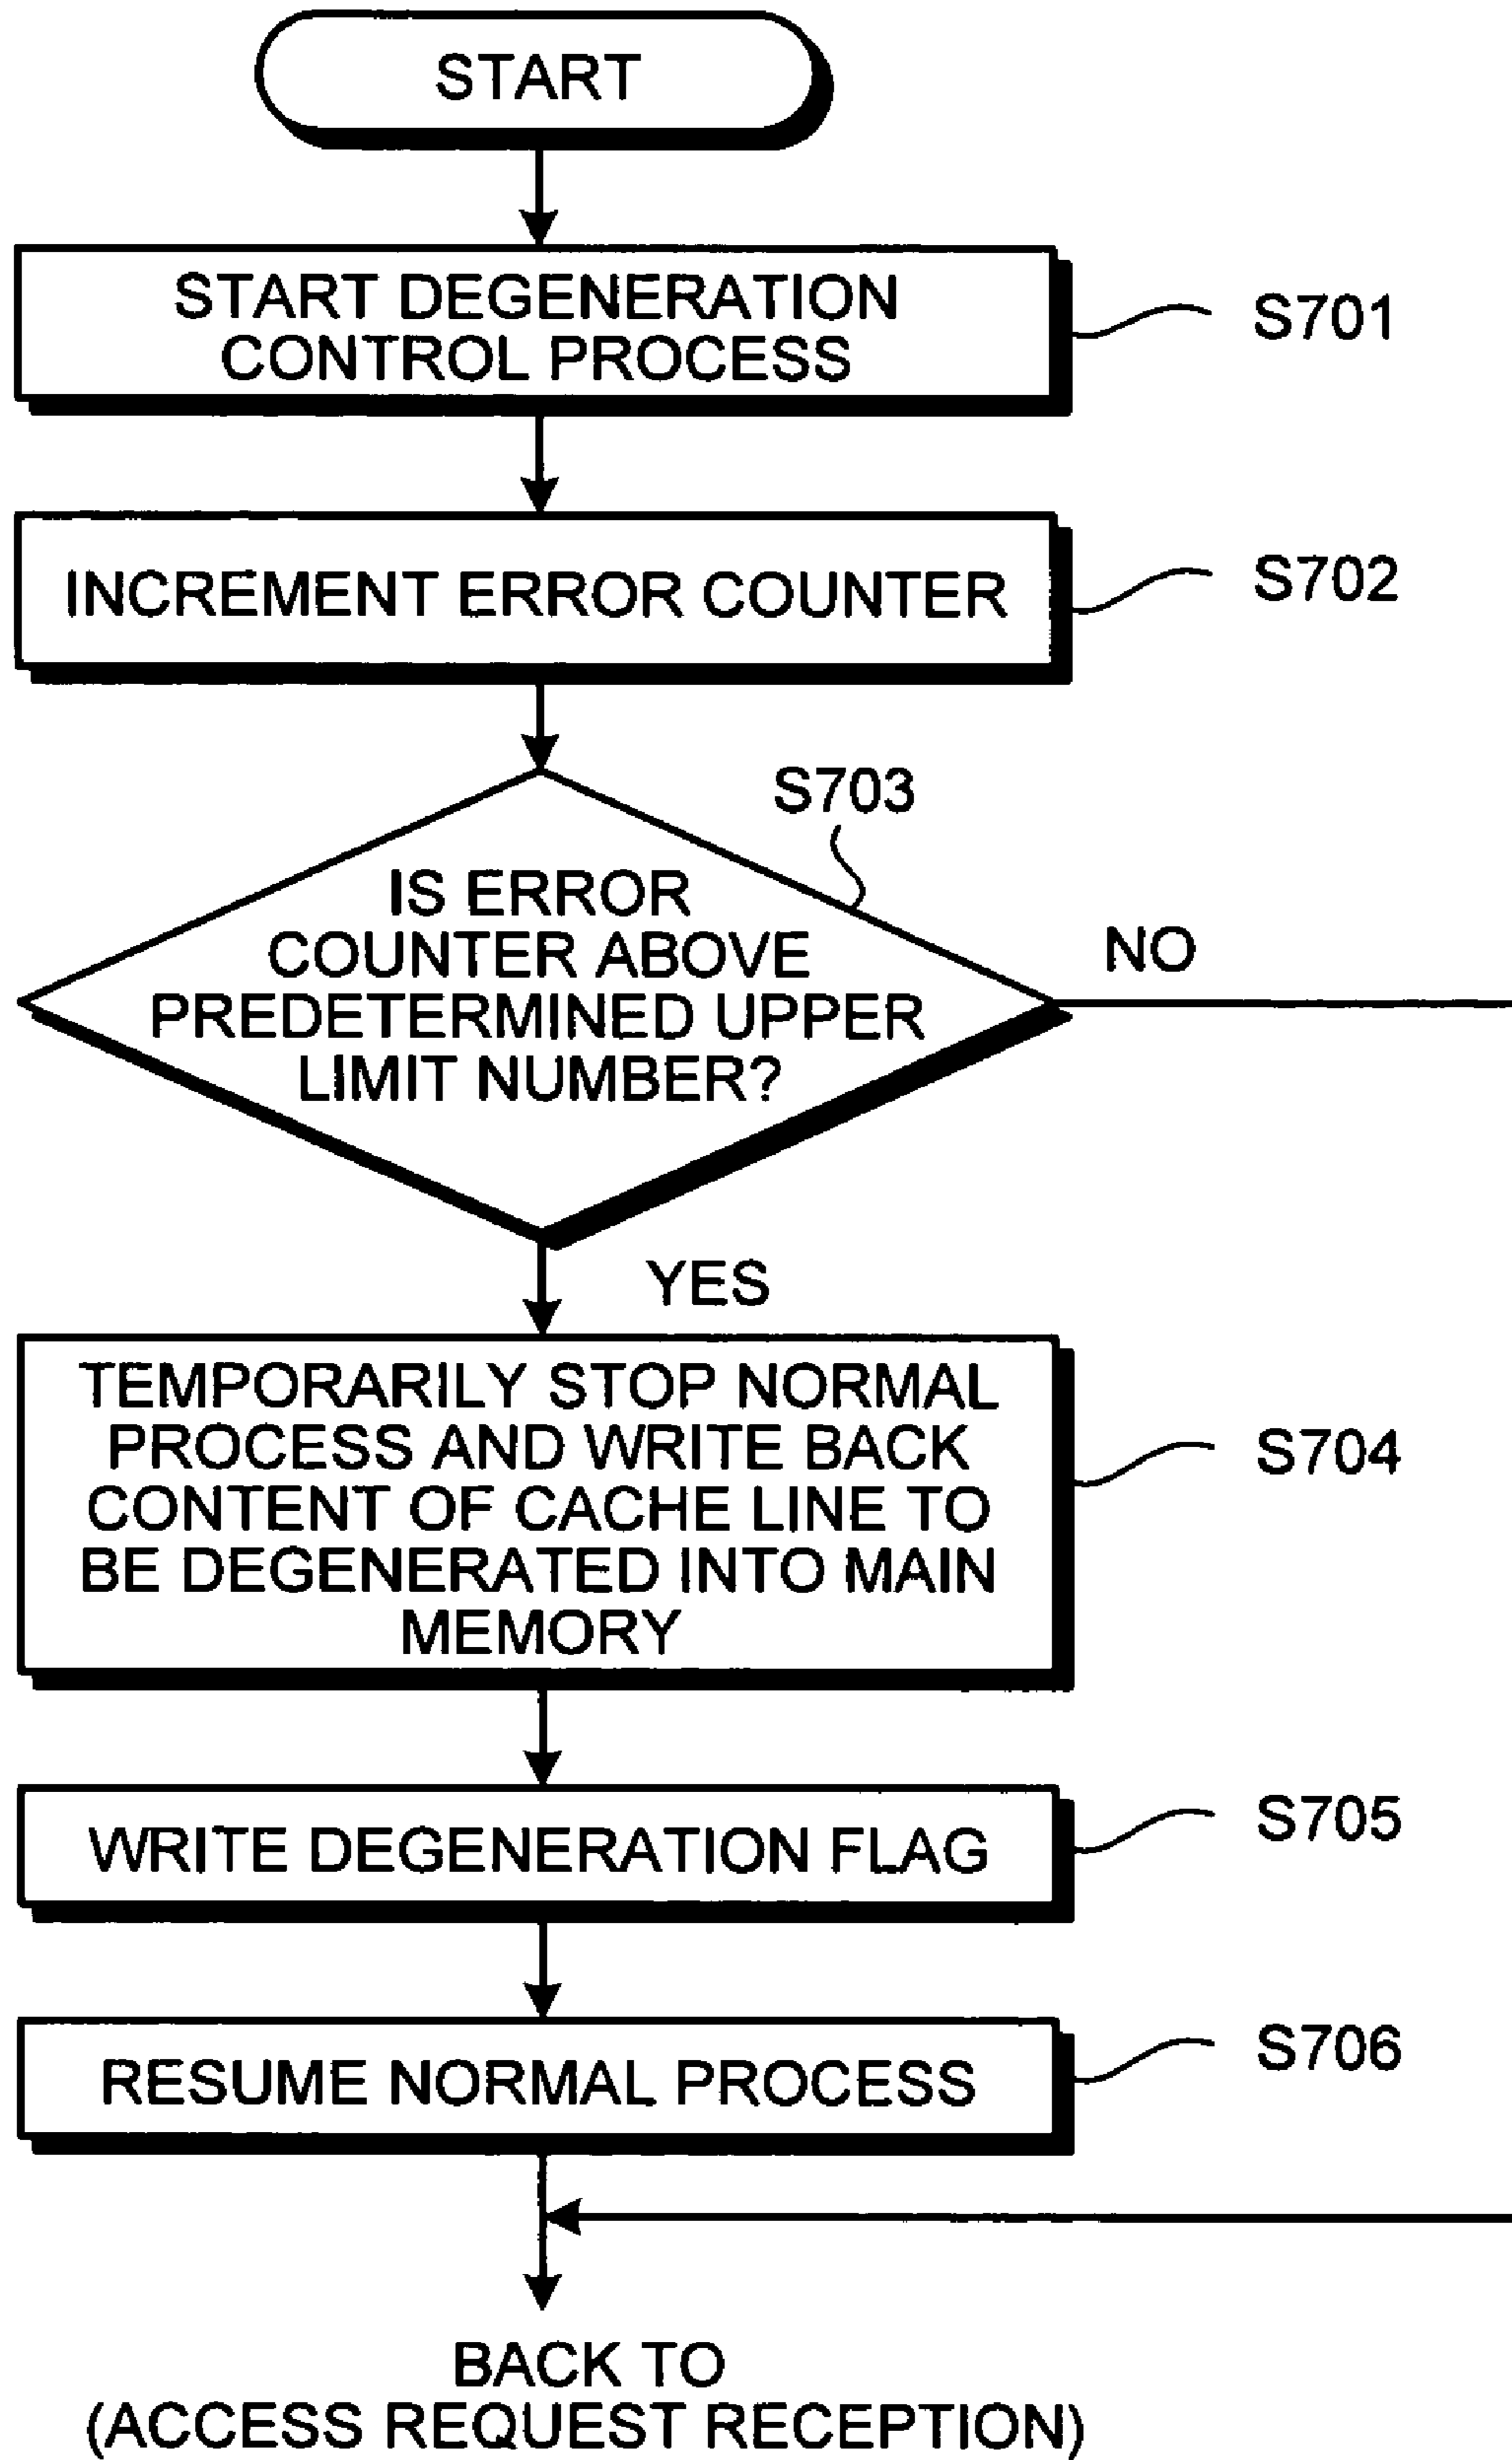 START
START DEGENERATION
CONTROL PROCESS
S701
INCREMENT ERROR COUNTER
S702
S703
IS ERROR
COUNTER ABOVE
PREDETERMINED UPPER
LIMIT NUMBER?
NO
YES
TEMPORARILY STOP NORMAL
PROCESS AND WRITE BACK
CONTENT OF CACHE LINE TO
BE DEGENERATED INTO MAIN
MEMORY
S704
WRITE DEGENERATION FLAG
S705
RESUME NORMAL PROCESS
S706
BACK TO
(ACCESS REQUEST RECEPTION)